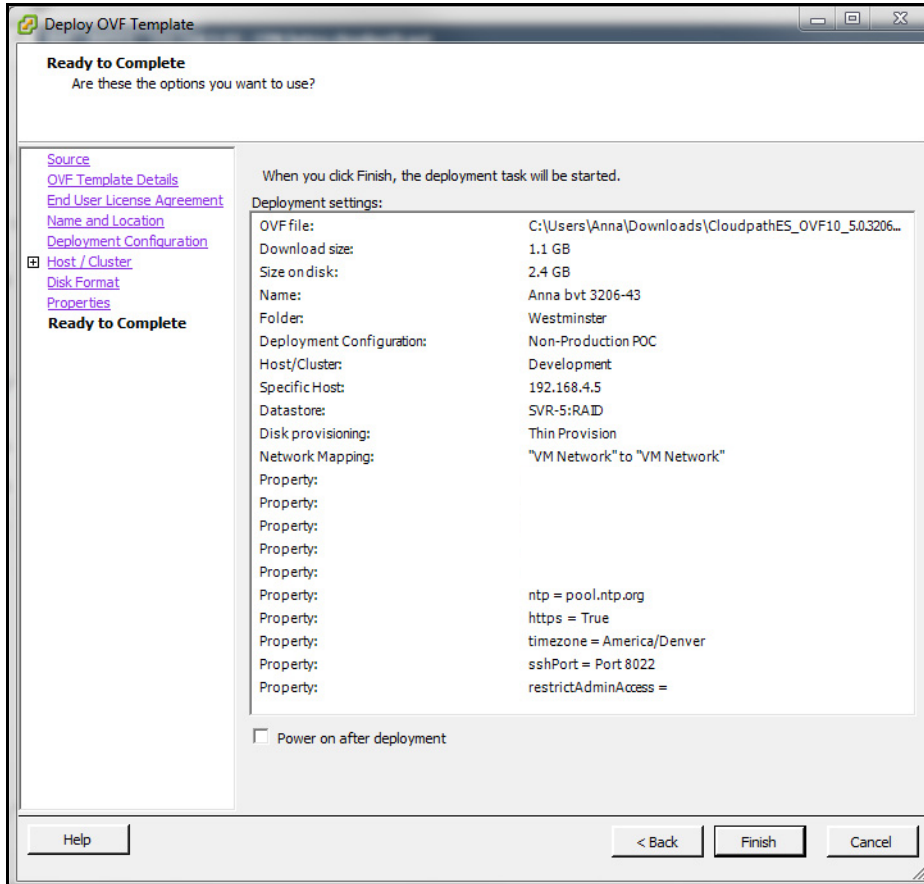 Deploy OVF Template
Ready to Complete
Are these the options you want to use?
Source
OVF Template Details
End User License Agreement
Name and Location
Deployment Configuration
Host / Cluster
Disk Format
Properties
Ready to Complete
When you click Finish, the deployment task will be started.
Deployment settings:
OVF file: C:\Users\Anna\Downloads\CloudpathES_OVF10_5.0.3206...
Download size: 1.1 GB
Size on disk: 2.4 GB
Name: Anna bvt 3206-43
Folder: Westminster
Deployment Configuration: Non-Production POC
Host/Cluster: Development
Specific Host: 192.168.4.5
Datastore: SVR-5:RAID
Disk provisioning: Thin Provision
Network Mapping: "VM Network" to "VM Network"
Property:
Property:
Property:
Property:
Property:
Property: ntp = pool.ntp.org
Property: https = True
Property: timezone = America/Denver
Property: sshPort = Port 8022
Property: restrictAdminAccess =
Power on after deployment
Help
< Back
Finish
Cancel